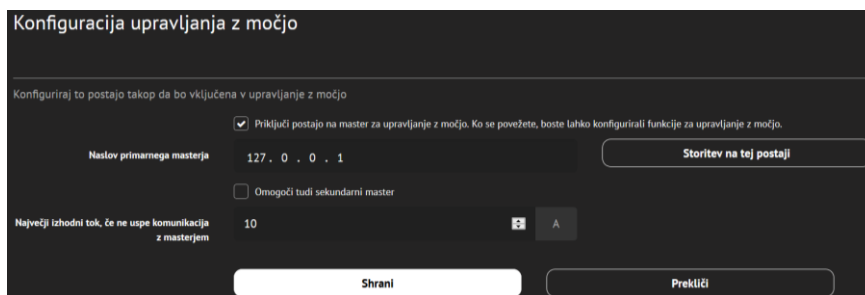 Konfiguracija upravljanja z močjo
Konfiguriraj to postajo takop da bo vključena v upravljanje z močjo
Priključi postajo na master za upravljanje z močjo. Ko se povežete, boste lahko konfigurirali funkcije za upravljanje z močjo.
Naslov primarnega masterja
127. 0 . 0 . 1
Storitev na tej postaji
Omogoči tudi sekundarni master
Največji izhodni tok, če ne uspe komunikacija
z masterjem
10
A
Shrani
Prekliči